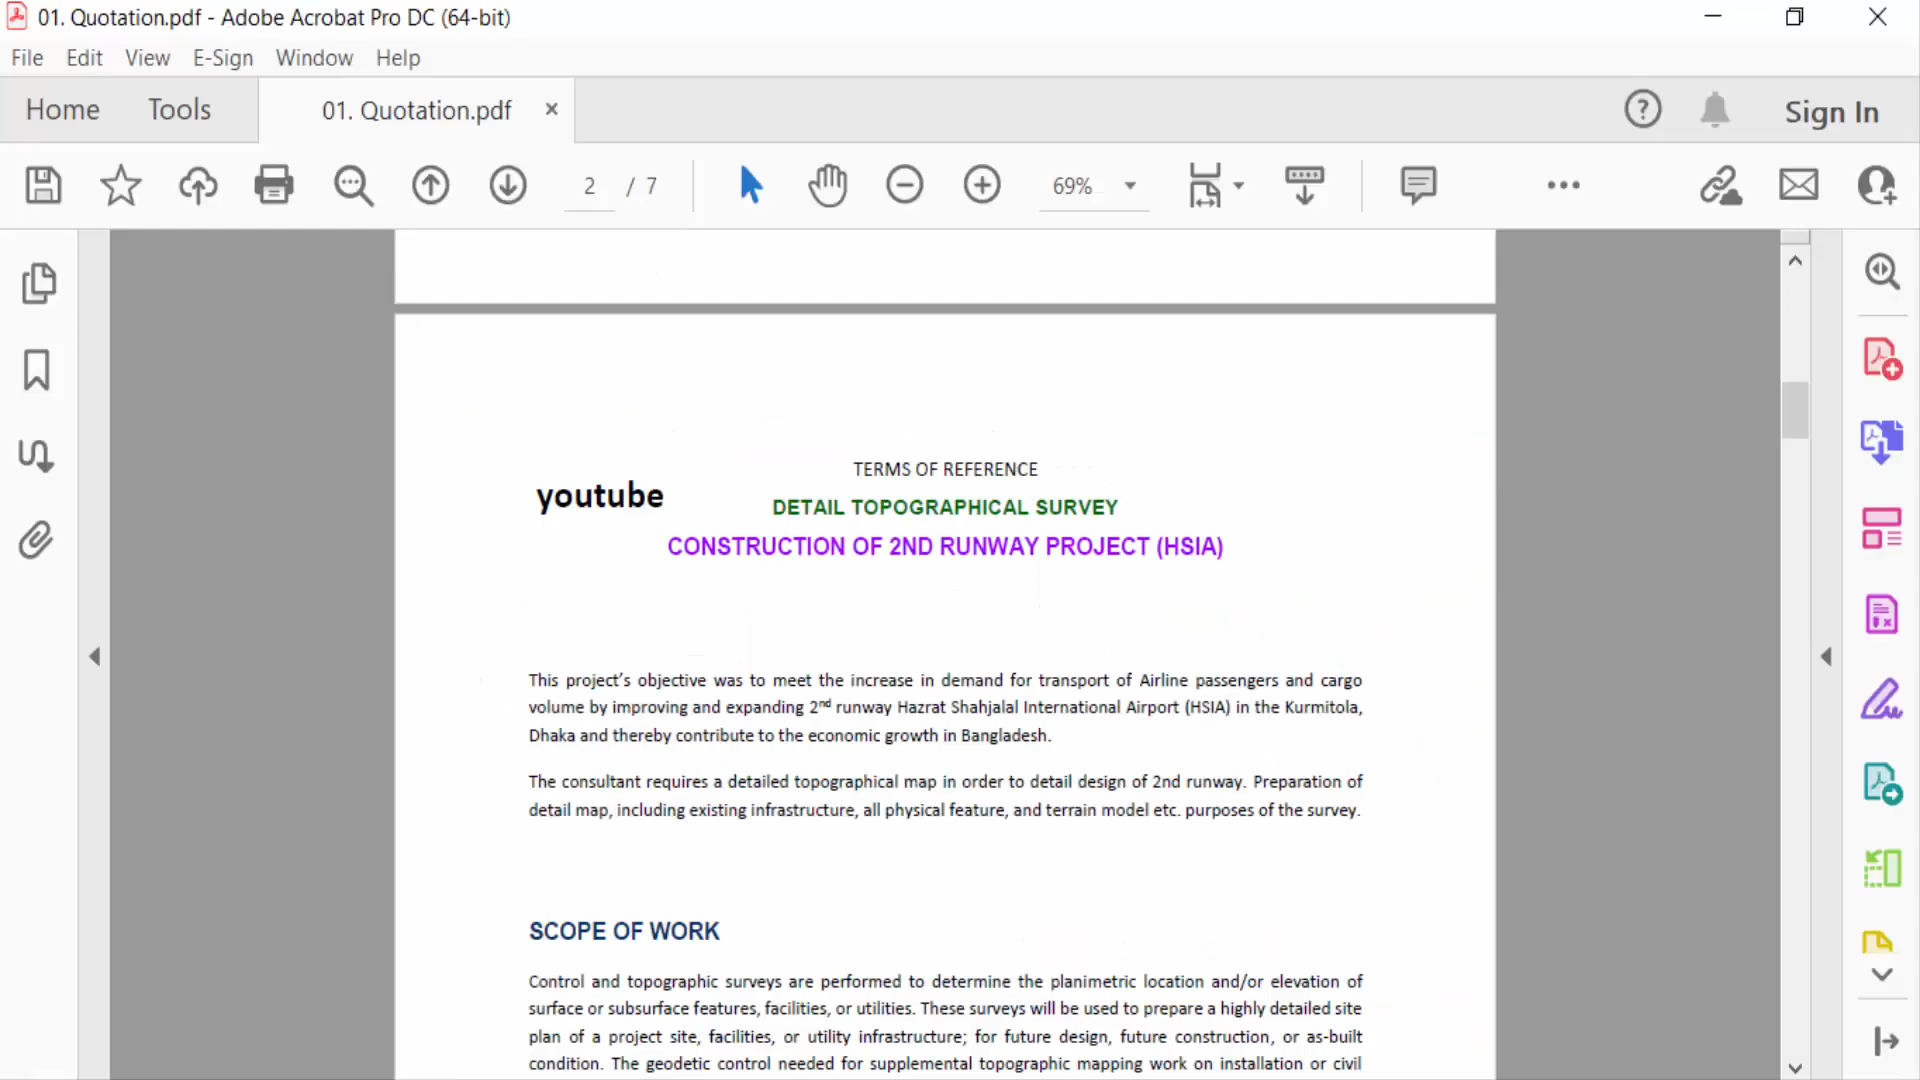 01. Quotation.pdf - Adobe Acrobat Pro DC (64-bit)
File Edit View E-Sign Window Help
Home Tools 01. Quotation.pdf × Sign In
2 / 7 69%
TERMS OF REFERENCE
youtube
DETAIL TOPOGRAPHICAL SURVEY
CONSTRUCTION OF 2ND RUNWAY PROJECT (HSIA)
This project’s objective was to meet the increase in demand for transport of Airline passengers and cargo
volume by improving and expanding 2nd runway Hazrat Shahjalal International Airport (HSIA) in the Kurmitola,
Dhaka and thereby contribute to the economic growth in Bangladesh.
The consultant requires a detailed topographical map in order to detail design of 2nd runway. Preparation of
detail map, including existing infrastructure, all physical feature, and terrain model etc. purposes of the survey.
SCOPE OF WORK
Control and topographic surveys are performed to determine the planimetric location and/or elevation of
surface or subsurface features, facilities, or utilities. These surveys will be used to prepare a highly detailed site
plan of a project site, facilities, or utility infrastructure; for future design, future construction, or as-built
condition. The geodetic control needed for supplemental topographic mapping work on installation or civil